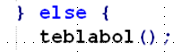 } else {
teblabol();